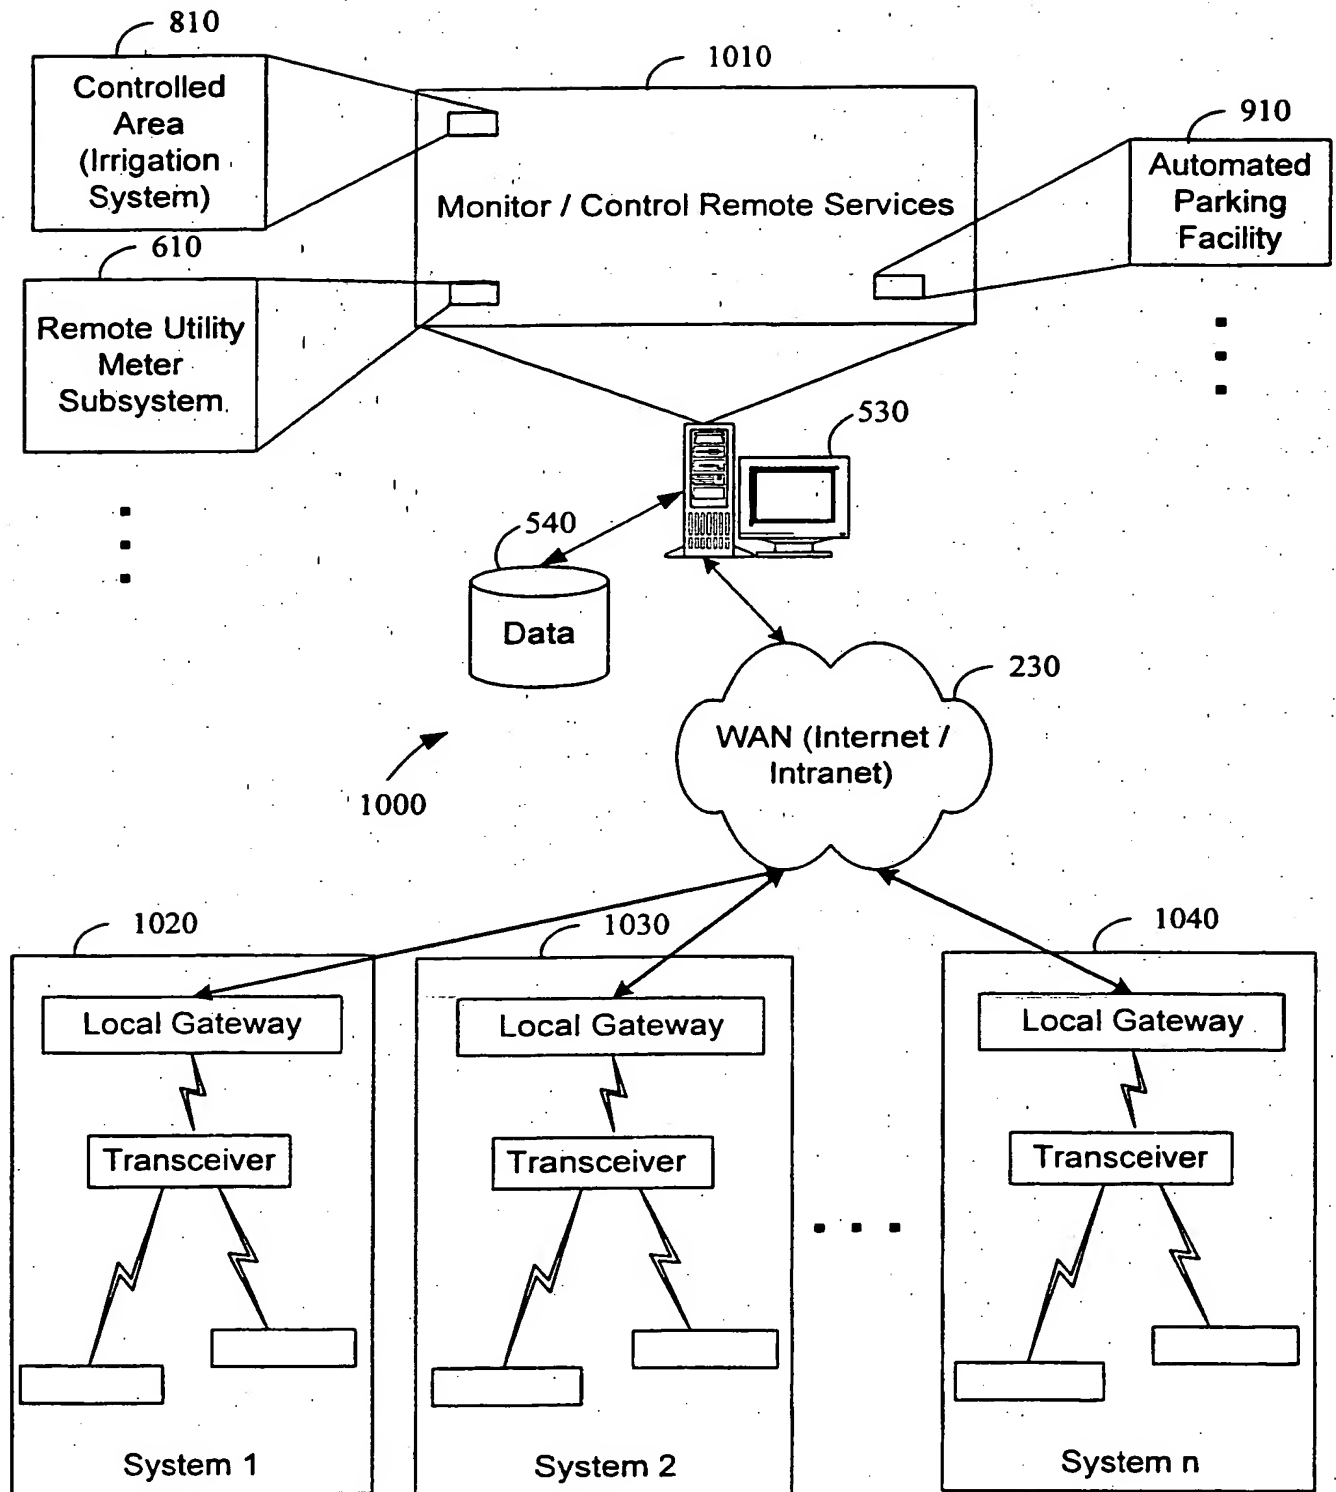 810
1010
910
Controlled
Area
(Irrigation
System)
Monitor / Control Remote Services
Automated
Parking
Facility
610
Remote Utility
Meter
Subsystem
530
540
Data
230
WAN (Internet /
Intranet)
1000
1020
1030
1040
Local Gateway
Local Gateway
Local Gateway
Transceiver
Transceiver
Transceiver
System 1
System 2
System n